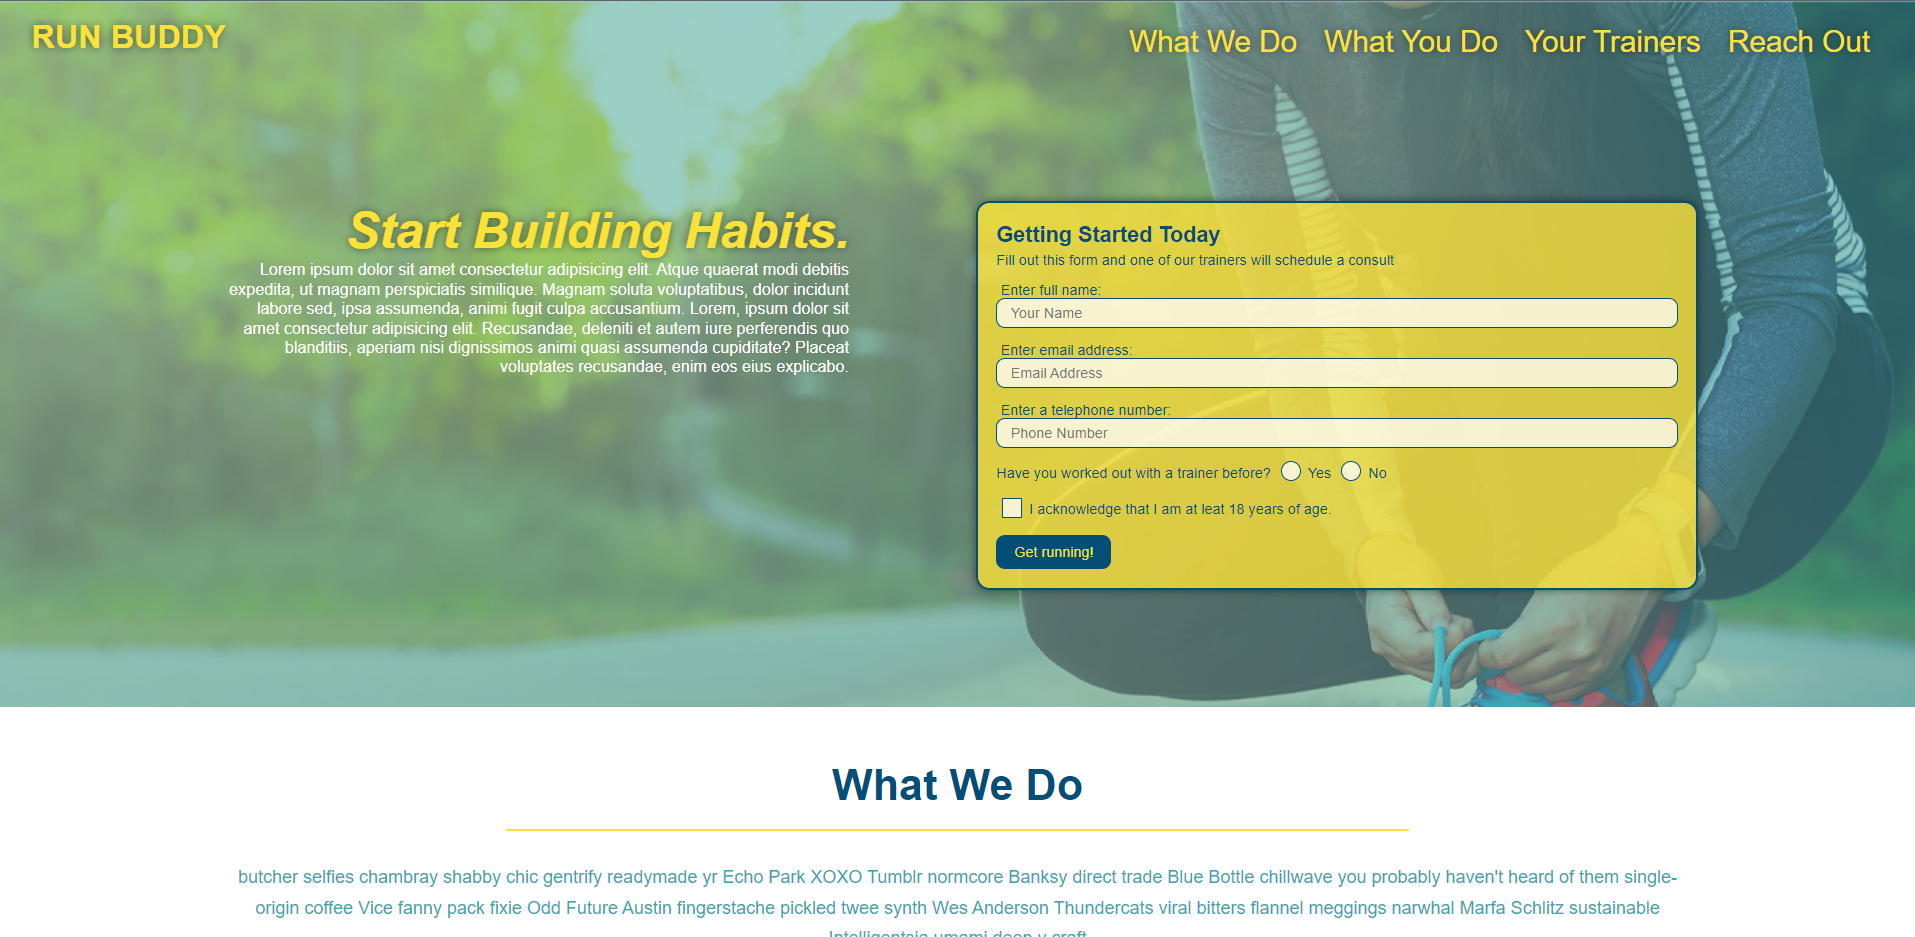 RUN BUDDY
What We Do What You Do Your Trainers Reach Out
Start Building Habits.
Lorem ipsum dolor sit amet consectetur adipisicing elit. Atque quaerat modi debitis
expedita, ut magnam perspiciatis similique. Magnam soluta voluptatibus, dolor incidunt
labore sed, ipsa assumenda, animi fugit culpa accusantium. Lorem, ipsum dolor sit
amet consectetur adipisicing elit. Recusandae, deleniti et autem iure perferendis quo
blanditiis, aperiam nisi dignissimos animi quasi assumenda cupiditate? Placeat
voluptates recusandae, enim eos eius explicabo.
Getting Started Today
Fill out this form and one of our trainers will schedule a consult
Enter full name:
Your Name
Enter email address:
Email Address
Enter a telephone number:
Phone Number
Have you worked out with a trainer before? Yes No
I acknowledge that I am at leat 18 years of age.
Get running!
What We Do
butcher selfies chambray shabby chic gentrify readymade yr Echo Park XOXO Tumblr normcore Banksy direct trade Blue Bottle chillwave you probably haven't heard of them single-
origin coffee Vice fanny pack fixie Odd Future Austin fingerstache pickled twee synth Wes Anderson Thundercats viral bitters flannel meggings narwhal Marfa Schlitz sustainable
Intelligentsia umami deep v craft